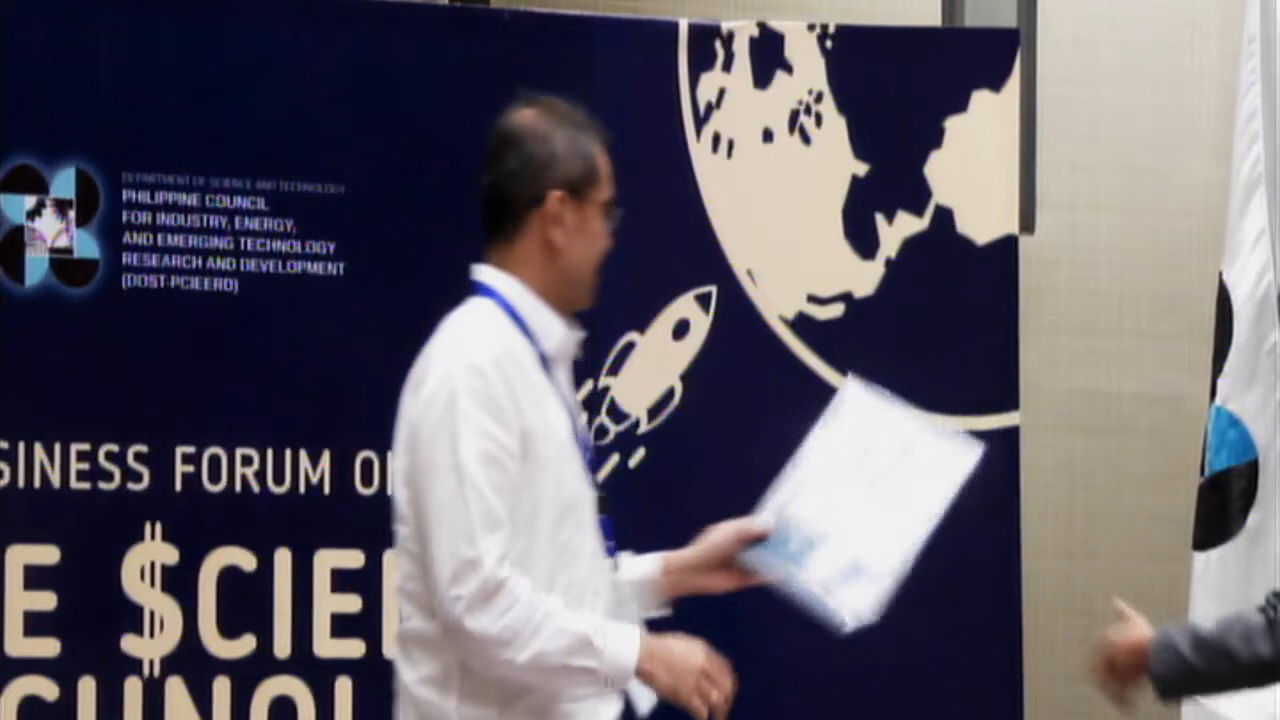 DEPARTMENT OF SCIENCE AND TECHNOLOGY
PHILIPPINE COUNCIL
FOR INDUSTRY, ENERGY,
AND EMERGING TECHNOLOGY
RESEARCH AND DEVELOPMENT
(DOST-PCIEERD)
SINESS FORUM O
E $CIE
CHNOL